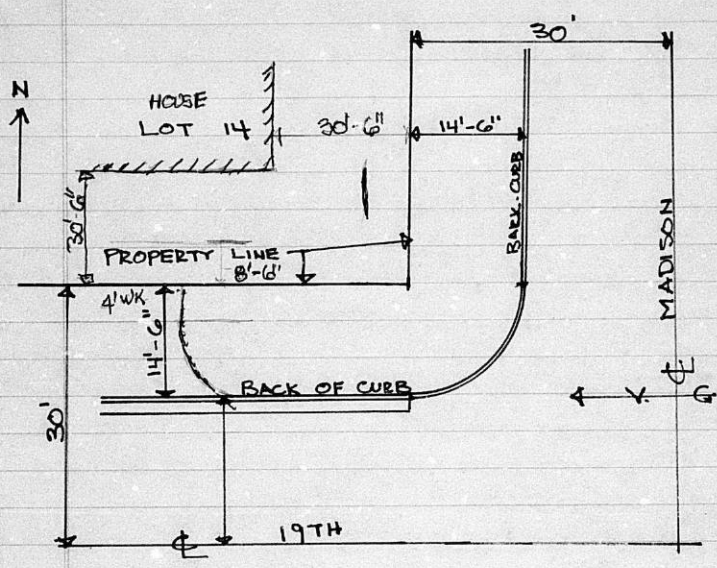 30'
N
HOUSE
LOT 14
30'-6"
14'-6"
BACK-CURB
30'-6"
MADISON
PROPERTY LINE
8'-6"
4' WK
14'-6"
BACK OF CURB
℄
V. G.
30'
℄ 19TH